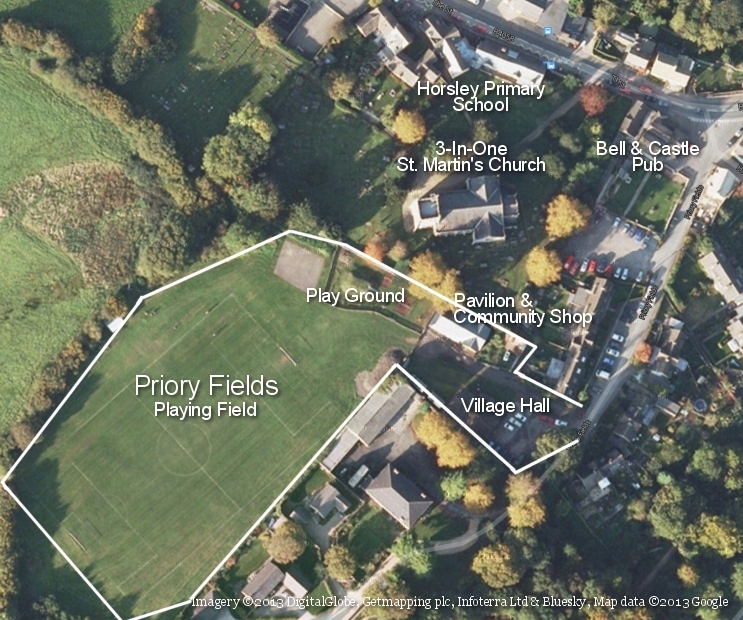 Horsley Primary
School
3-In-One
St. Martin's Church
Bell & Castle
Pub
Play Ground
Pavilion &
Community Shop
Priory Fields
Playing Field
Village Hall
Imagery ©2013 DigitalGlobe, Getmapping plc, Infoterra Ltd & Bluesky, Map data ©2013 Google